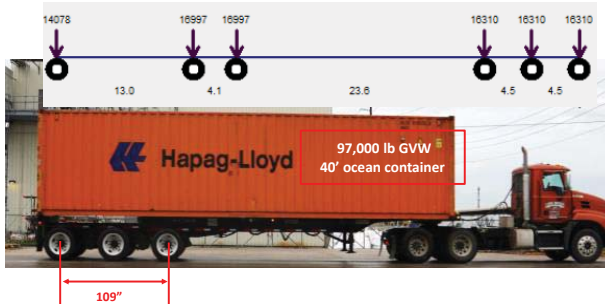 14078 16997 16997 16310 16310 16310
13.0 4.1 23.6 4.5 4.5
Hapag-Lloyd
97,000 lb GVW
40' ocean container
109"